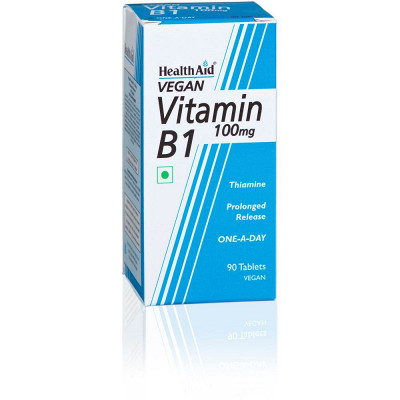 HealthAid
VEGAN
Vitamin
B1 100mg
Thiamine
Prolonged
Release
ONE-A-DAY
90 Tablets
VEGAN